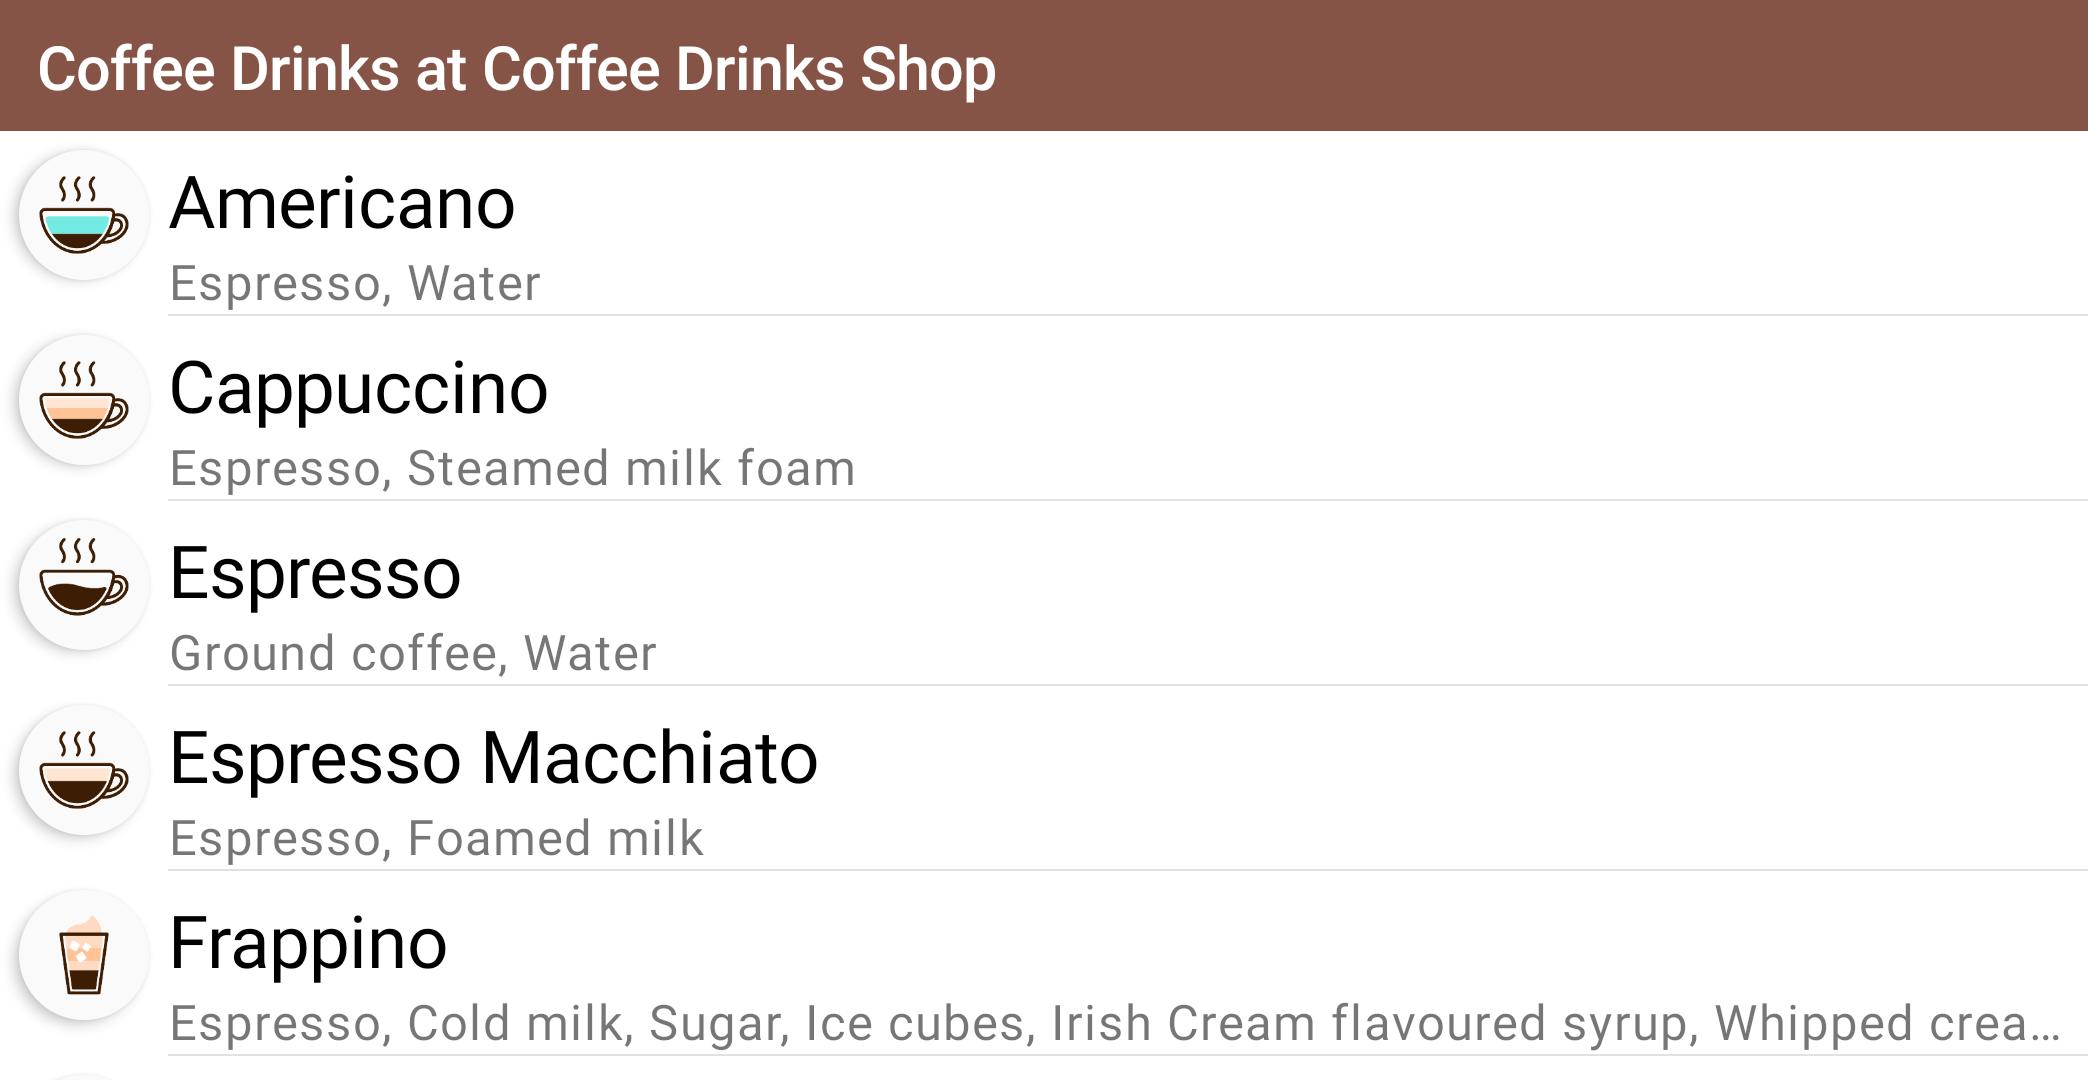 Coffee Drinks at Coffee Drinks Shop
Americano
Espresso, Water
Cappuccino
Espresso, Steamed milk foam
Espresso
Ground coffee, Water
Espresso Macchiato
Espresso, Foamed milk
Frappino
Espresso, Cold milk, Sugar, Ice cubes, Irish Cream flavoured syrup, Whipped crea…